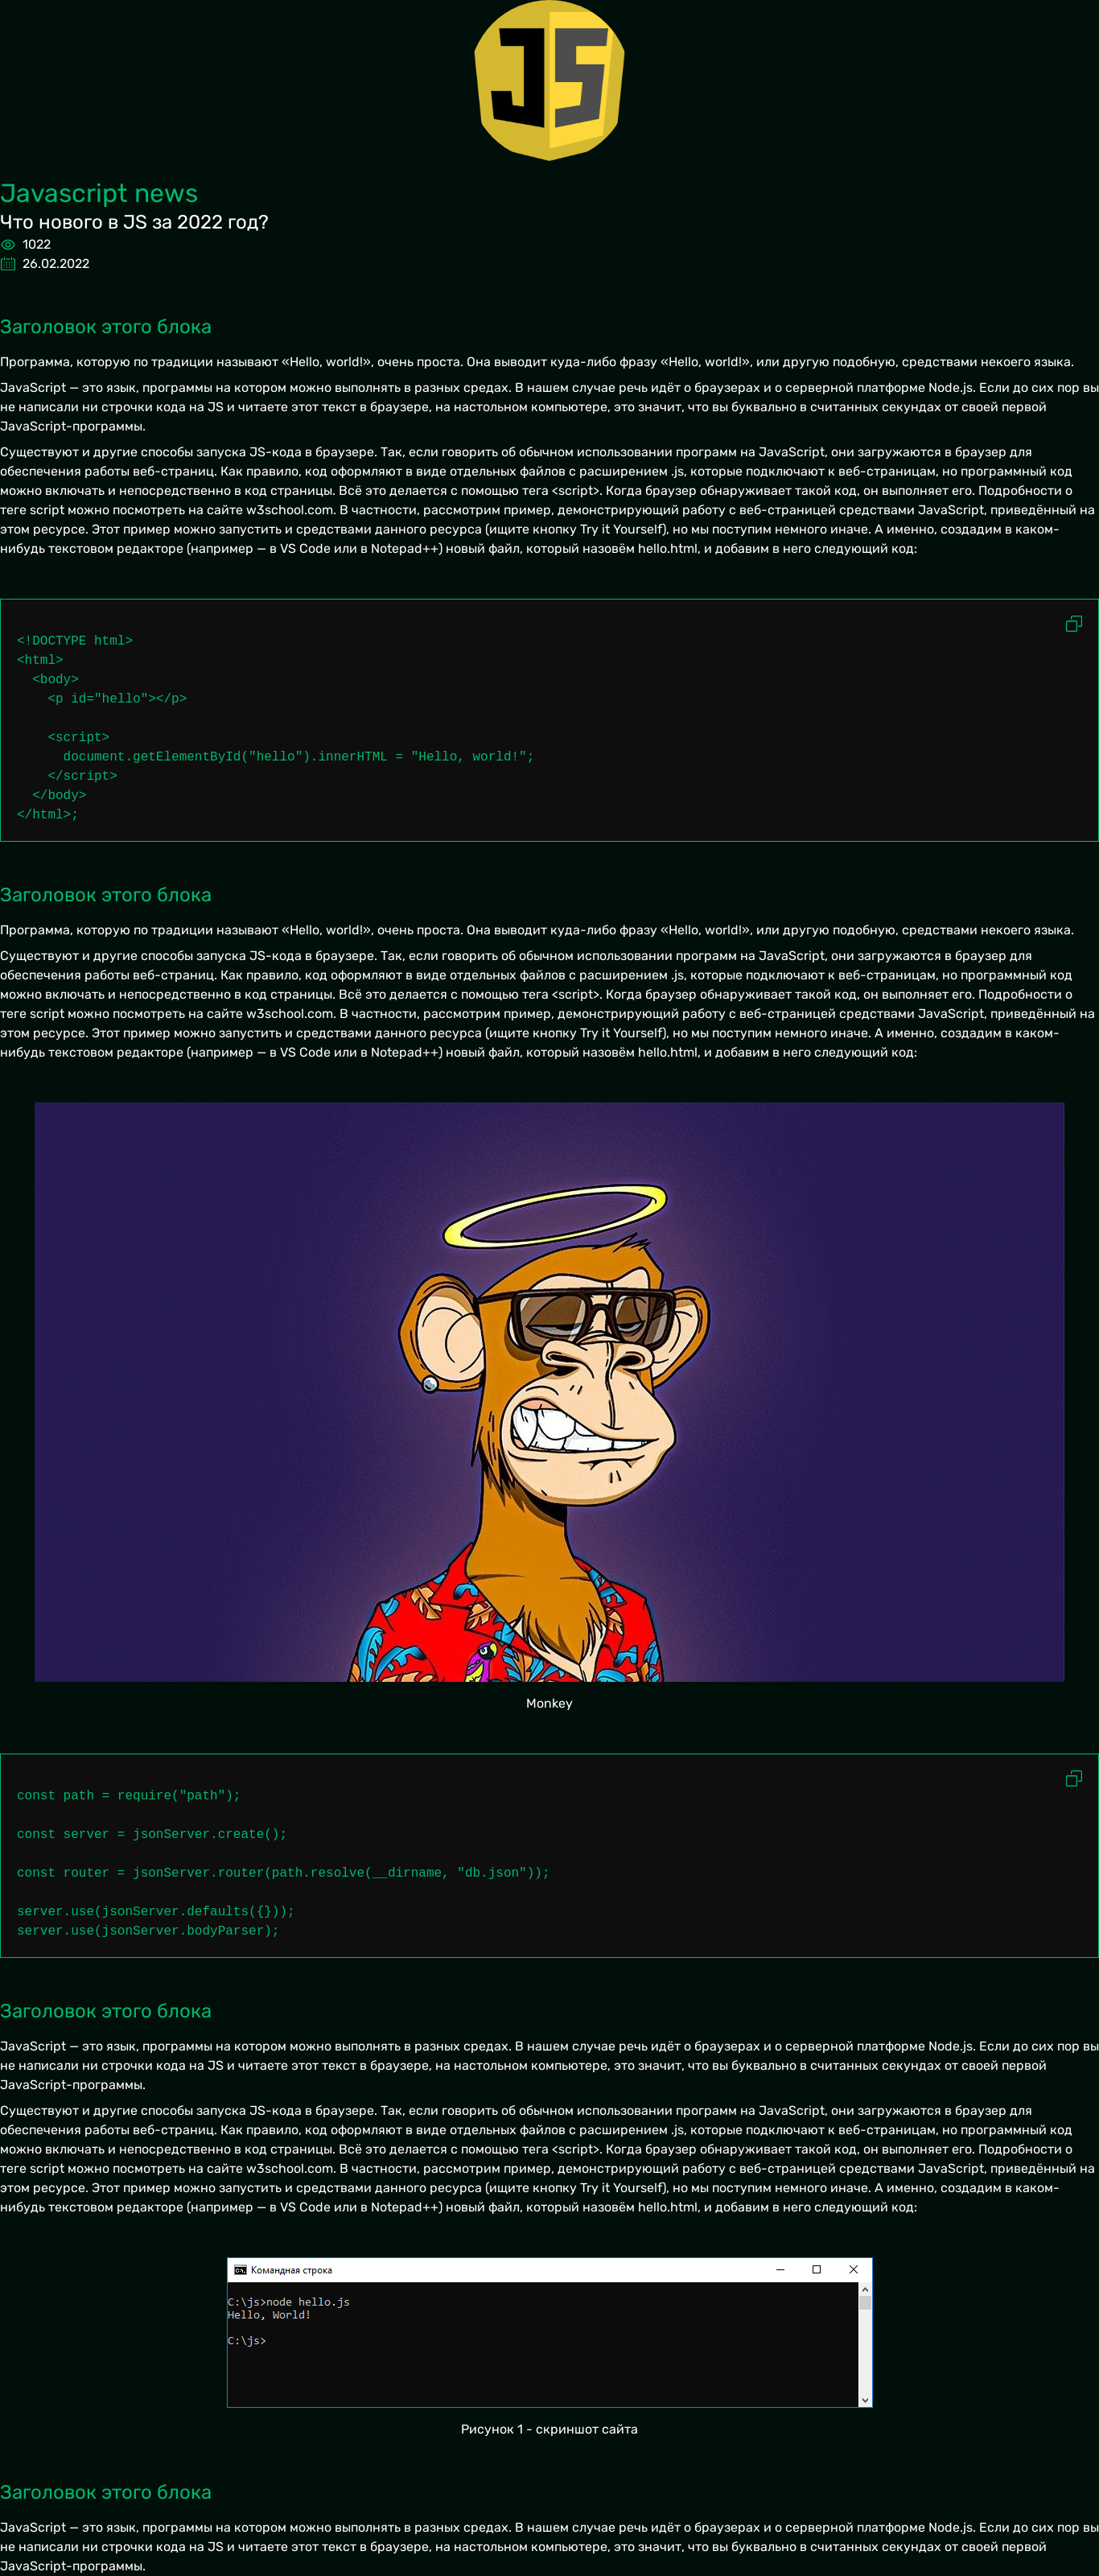 JS
Javascript news
Что нового в JS за 2022 год?
1022
26.02.2022
Заголовок этого блока
Программа, которую по традиции называют «Hello, world!», очень проста. Она выводит куда-либо фразу «Hello, world!», или другую подобную, средствами некоего языка.
JavaScript — это язык, программы на котором можно выполнять в разных средах. В нашем случае речь идёт о браузерах и о серверной платформе Node.js. Если до сих пор вы
не написали ни строчки кода на JS и читаете этот текст в браузере, на настольном компьютере, это значит, что вы буквально в считанных секундах от своей первой
JavaScript-программы.
Существуют и другие способы запуска JS-кода в браузере. Так, если говорить об обычном использовании программ на JavaScript, они загружаются в браузер для
обеспечения работы веб-страниц. Как правило, код оформляют в виде отдельных файлов с расширением .js, которые подключают к веб-страницам, но программный код
можно включать и непосредственно в код страницы. Всё это делается с помощью тега <script>. Когда браузер обнаруживает такой код, он выполняет его. Подробности о
теге script можно посмотреть на сайте w3school.com. В частности, рассмотрим пример, демонстрирующий работу с веб-страницей средствами JavaScript, приведённый на
этом ресурсе. Этот пример можно запустить и средствами данного ресурса (ищите кнопку Try it Yourself), но мы поступим немного иначе. А именно, создадим в каком-
нибудь текстовом редакторе (например — в VS Code или в Notepad++) новый файл, который назовём hello.html, и добавим в него следующий код:
<!DOCTYPE html>
<html>
  <body>
    <p id="hello"></p>
    <script>
      document.getElementById("hello").innerHTML = "Hello, world!";
    </script>
  </body>
</html>;
Заголовок этого блока
Программа, которую по традиции называют «Hello, world!», очень проста. Она выводит куда-либо фразу «Hello, world!», или другую подобную, средствами некоего языка.
Существуют и другие способы запуска JS-кода в браузере. Так, если говорить об обычном использовании программ на JavaScript, они загружаются в браузер для
обеспечения работы веб-страниц. Как правило, код оформляют в виде отдельных файлов с расширением .js, которые подключают к веб-страницам, но программный код
можно включать и непосредственно в код страницы. Всё это делается с помощью тега <script>. Когда браузер обнаруживает такой код, он выполняет его. Подробности о
теге script можно посмотреть на сайте w3school.com. В частности, рассмотрим пример, демонстрирующий работу с веб-страницей средствами JavaScript, приведённый на
этом ресурсе. Этот пример можно запустить и средствами данного ресурса (ищите кнопку Try it Yourself), но мы поступим немного иначе. А именно, создадим в каком-
нибудь текстовом редакторе (например — в VS Code или в Notepad++) новый файл, который назовём hello.html, и добавим в него следующий код:
Monkey
const path = require("path");
const server = jsonServer.create();
const router = jsonServer.router(path.resolve(__dirname, "db.json"));
server.use(jsonServer.defaults({}));
server.use(jsonServer.bodyParser);
Заголовок этого блока
JavaScript — это язык, программы на котором можно выполнять в разных средах. В нашем случае речь идёт о браузерах и о серверной платформе Node.js. Если до сих пор вы
не написали ни строчки кода на JS и читаете этот текст в браузере, на настольном компьютере, это значит, что вы буквально в считанных секундах от своей первой
JavaScript-программы.
Существуют и другие способы запуска JS-кода в браузере. Так, если говорить об обычном использовании программ на JavaScript, они загружаются в браузер для
обеспечения работы веб-страниц. Как правило, код оформляют в виде отдельных файлов с расширением .js, которые подключают к веб-страницам, но программный код
можно включать и непосредственно в код страницы. Всё это делается с помощью тега <script>. Когда браузер обнаруживает такой код, он выполняет его. Подробности о
теге script можно посмотреть на сайте w3school.com. В частности, рассмотрим пример, демонстрирующий работу с веб-страницей средствами JavaScript, приведённый на
этом ресурсе. Этот пример можно запустить и средствами данного ресурса (ищите кнопку Try it Yourself), но мы поступим немного иначе. А именно, создадим в каком-
нибудь текстовом редакторе (например — в VS Code или в Notepad++) новый файл, который назовём hello.html, и добавим в него следующий код:
Командная строка
C:\js>node hello.js
Hello, World!
C:\js>
Рисунок 1 - скриншот сайта
Заголовок этого блока
JavaScript — это язык, программы на котором можно выполнять в разных средах. В нашем случае речь идёт о браузерах и о серверной платформе Node.js. Если до сих пор вы
не написали ни строчки кода на JS и читаете этот текст в браузере, на настольном компьютере, это значит, что вы буквально в считанных секундах от своей первой
JavaScript-программы.